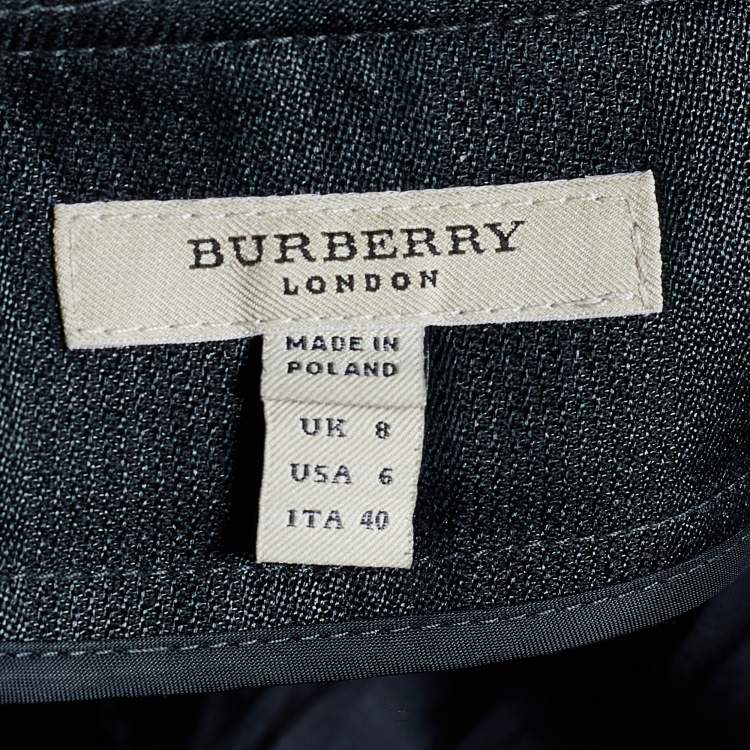 BURBERRY
LONDON
MADE IN
POLAND
UK 8
USA 6
ITA 40